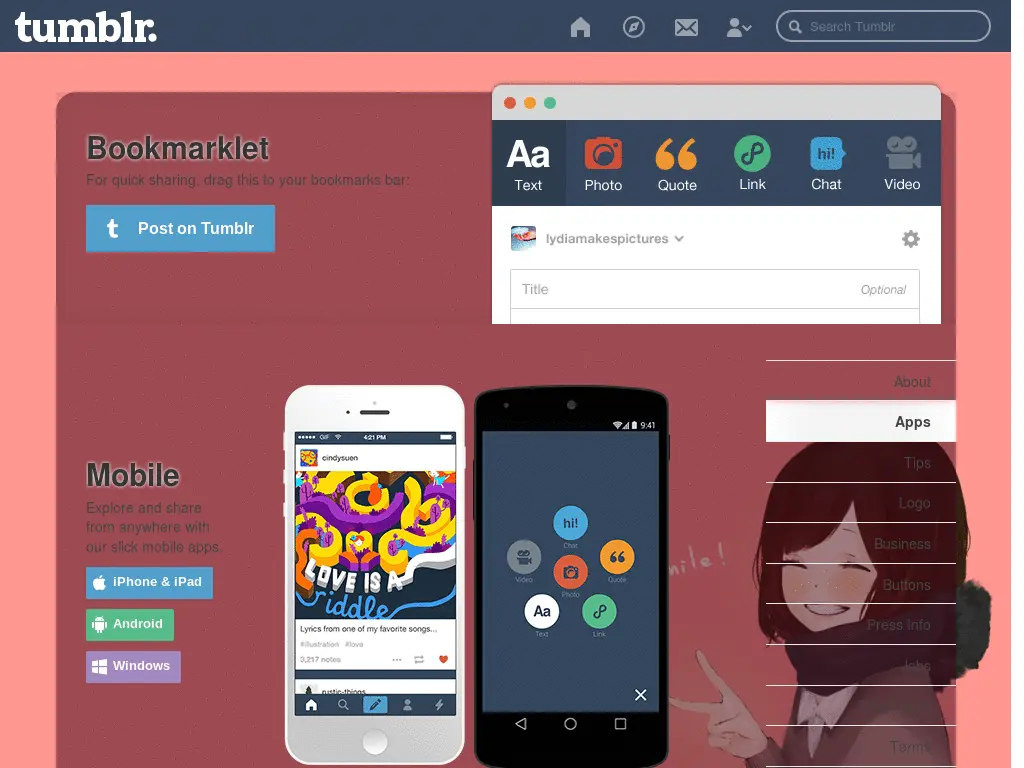 tumblr.
Search Tumblr
Bookmarklet
For quick sharing, drag this to your bookmarks bar:
Post on Tumblr
Aa
hi!
Text
Photo
Quote
Link
Chat
Video
lydiamakespictures
Title
Optional
About
Apps
Tips
Logo
Business
Buttons
Press Info
Jobs
Terms
Mobile
Explore and share
from anywhere with
our slick mobile apps.
iPhone & iPad
Android
Windows
GIF
4:21 PM
cindysuen
LOVE IS A
riddle
Lyrics from one of my favorite songs...
#illustration #love
3,217 notes
rustic-things
9:41
hi!
Chat
Video
Quote
Photo
Aa
Text
Link